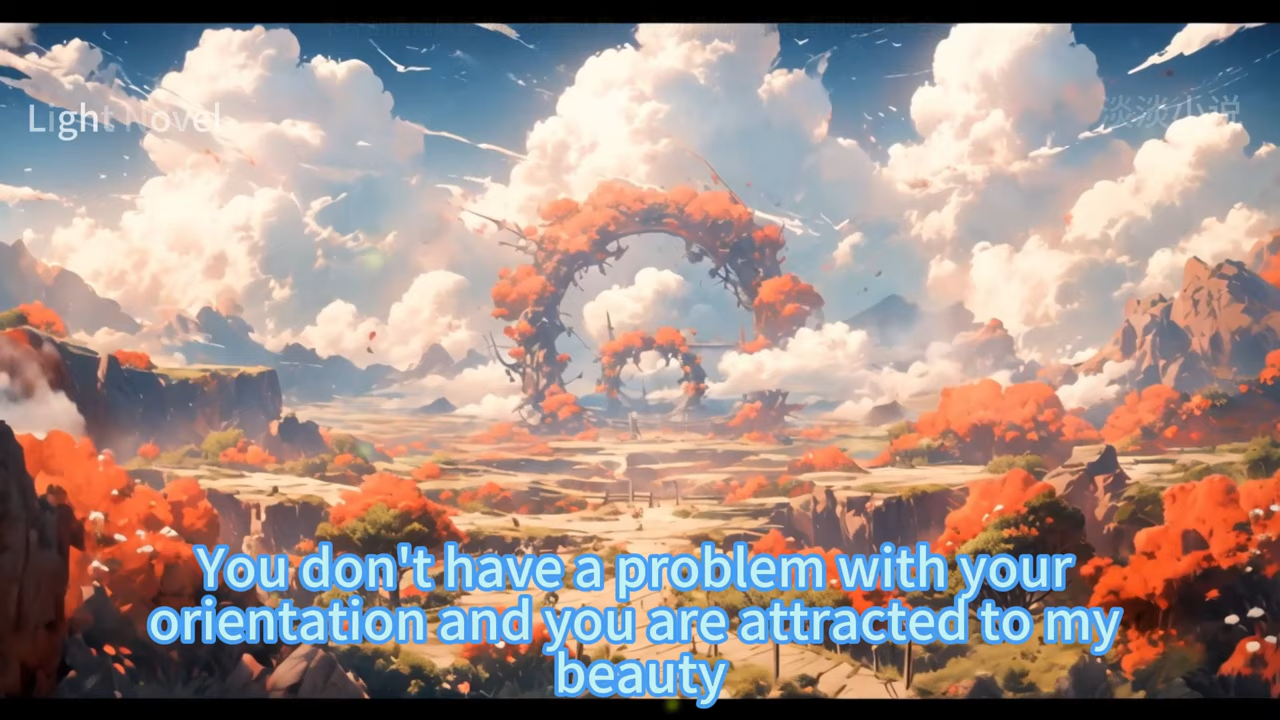 Light Novel
淡淡小说
You don't have a problem with your
orientation and you are attracted to my
beauty